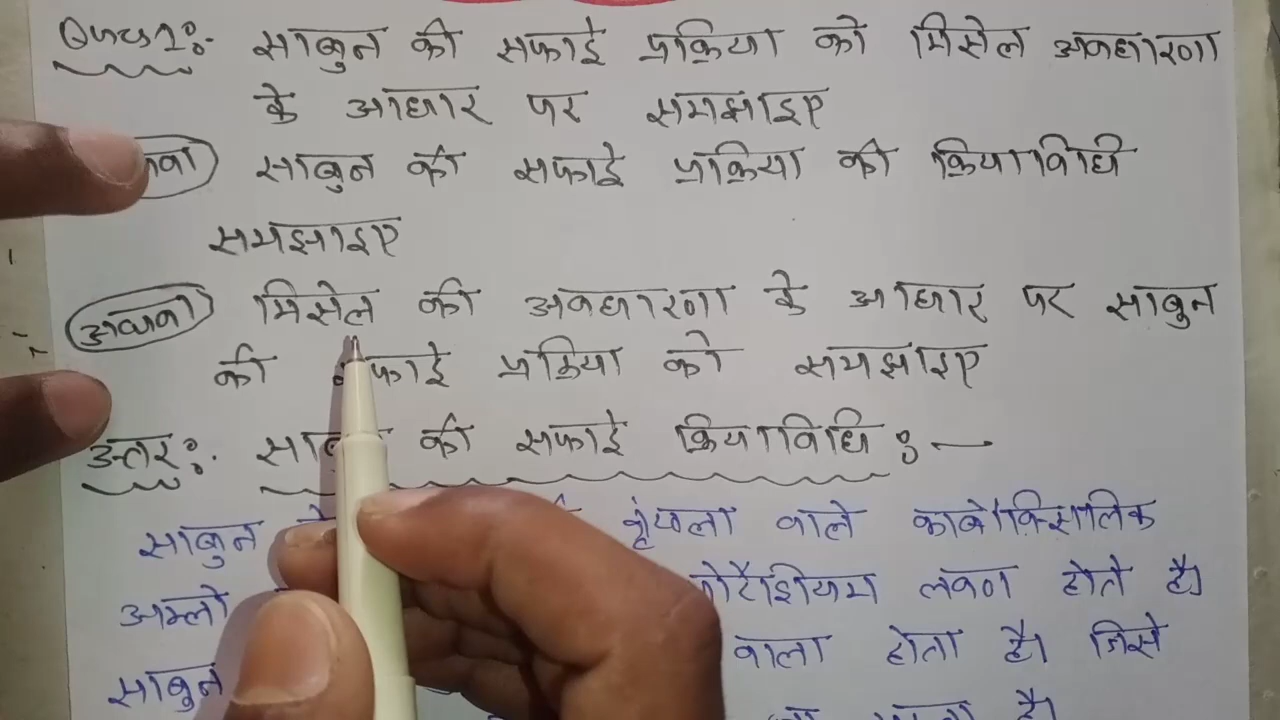 Ques 1:- साबुन की सफाई प्रक्रिया को मिसेल अवधारणा
के आधार पर समझाइए
साबुन की सफाई प्रक्रिया की क्रियाविधि
समझाइए
अथवा मिसेल की अवधारणा के आधार पर साबुन
की प्रक्रिया को समझाइए
उत्तर:- की सफाई क्रियाविधि :—
साबुन श्रृंखला वाले कार्बोक्सिलिक
अम्लो पोटैशियम लवण होते है।
साबुन वाला होता है। जिसे
है।